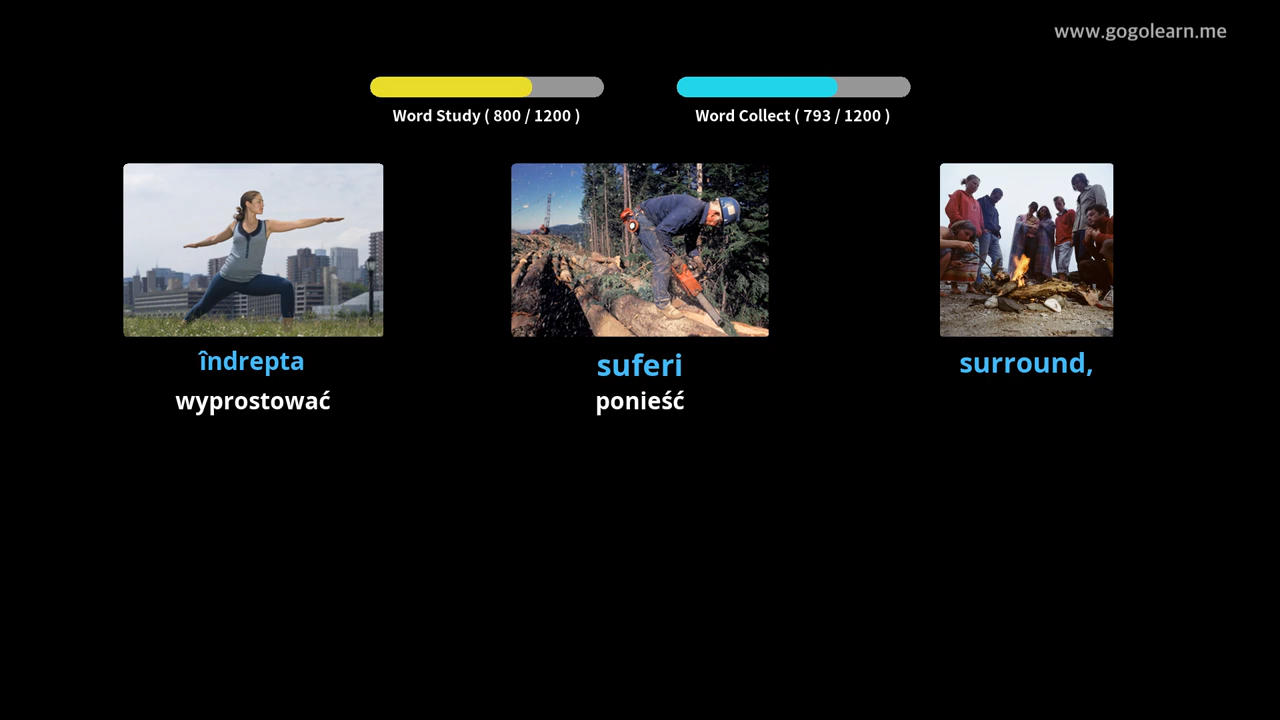 www.gogolearn.me
Word Study ( 800 / 1200 )
Word Collect ( 793 / 1200 )
îndrepta
wyprostować
suferi
ponieść
surround,